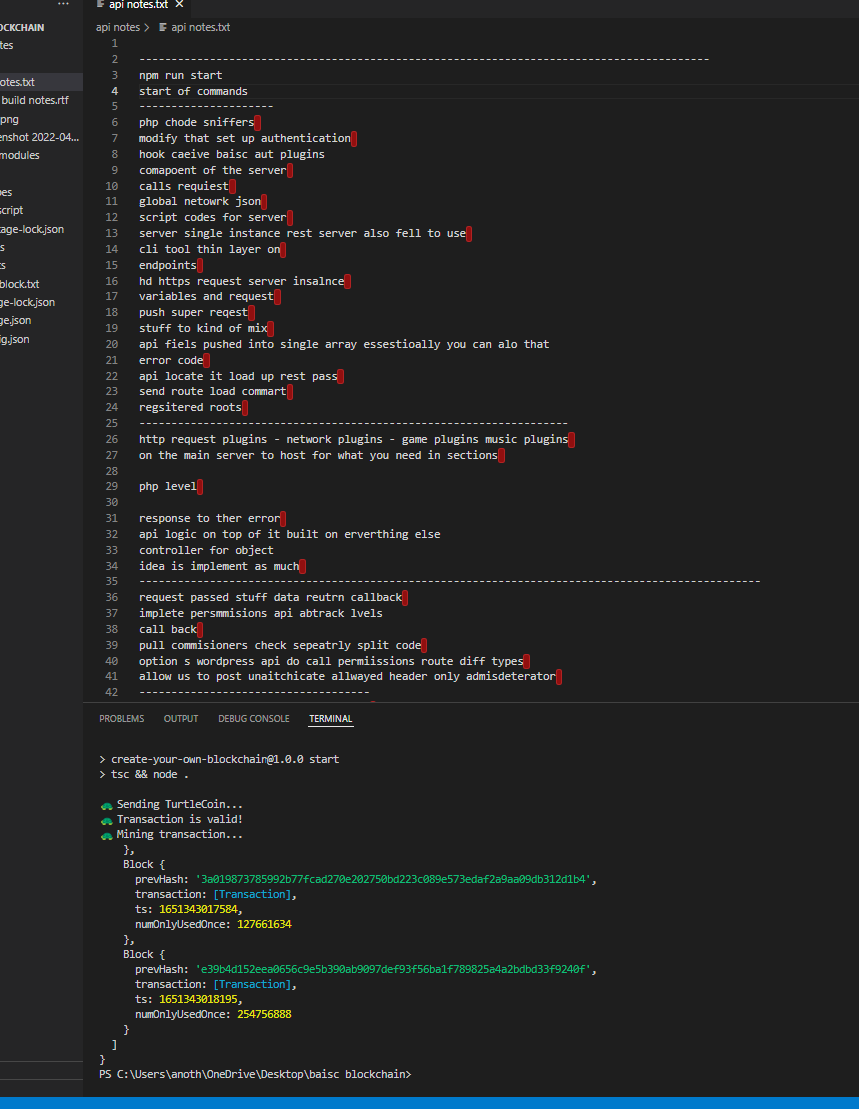 ...
api notes.txt ×
OCKCHAIN
api notes > api notes.txt
tes
otes.txt
build notes.rtf
png
enshot 2022-04...
modules
es
script
age-lock.json
s
ts
block.txt
ge-lock.json
ge.json
ig.json
1
2 -----------------------------------------------------------------------------------------
3 npm run start
4 start of commands
5 ---------------------
6 php chode sniffers
7 modify that set up authentication
8 hook caeive baisc aut plugins
9 comapoent of the server
10 calls requiest
11 global netowrk json
12 script codes for server
13 server single instance rest server also fell to use
14 cli tool thin layer on
15 endpoints
16 hd https request server insalnce
17 variables and request
18 push super reqest
19 stuff to kind of mix
20 api fiels pushed into single array essestioally you can alo that
21 error code
22 api locate it load up rest pass
23 send route load commart
24 regsitered roots
25 -------------------------------------------------------------------
26 http request plugins - network plugins - game plugins music plugins
27 on the main server to host for what you need in sections
28
29 php level
30
31 response to ther error
32 api logic on top of it built on erverthing else
33 controller for object
34 idea is implement as much
35 -------------------------------------------------------------------------------------------------
36 request passed stuff data reutrn callback
37 implete persmmisions api abtrack lvels
38 call back
39 pull commisioners check sepeatrly split code
40 option s wordpress api do call permiissions route diff types
41 allow us to post unaitchicate allwayed header only admisdeterator
42 ------------------------------------
PROBLEMS OUTPUT DEBUG CONSOLE TERMINAL
> create-your-own-blockchain@1.0.0 start
> tsc && node .
🐢 Sending TurtleCoin...
🐢 Transaction is valid!
🐢 Mining transaction...
},
Block {
prevHash: '3a019873785992b77fcad270e202750bd223c089e573edaf2a9aa09db312d1b4',
transaction: [Transaction],
ts: 1651343017584,
numOnlyUsedOnce: 127661634
},
Block {
prevHash: 'e39b4d152eea0656c9e5b390ab9097def93f56ba1f789825a4a2bdbd33f9240f',
transaction: [Transaction],
ts: 1651343018195,
numOnlyUsedOnce: 254756888
}
]
}
PS C:\Users\anoth\OneDrive\Desktop\baisc blockchain>